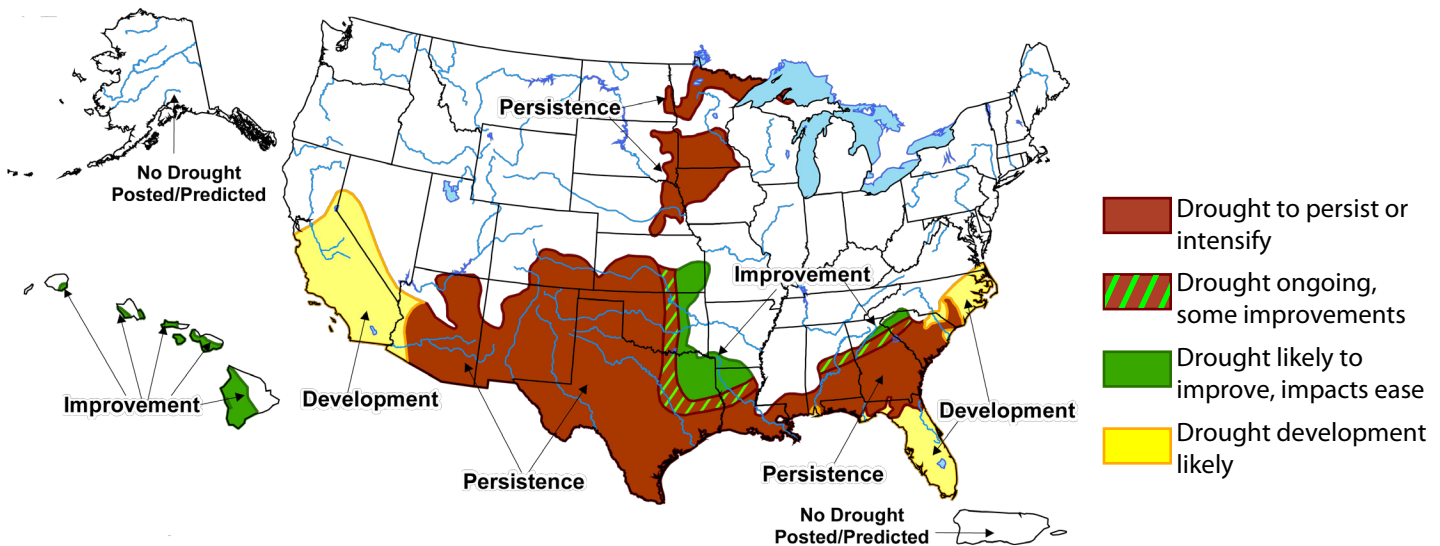 Persistence
No Drought
Posted/Predicted
Improvement
Improvement
Development
Development
Persistence
Persistence
No Drought
Posted/Predicted
Drought to persist or
intensify
Drought ongoing,
some improvements
Drought likely to
improve, impacts ease
Drought development
likely